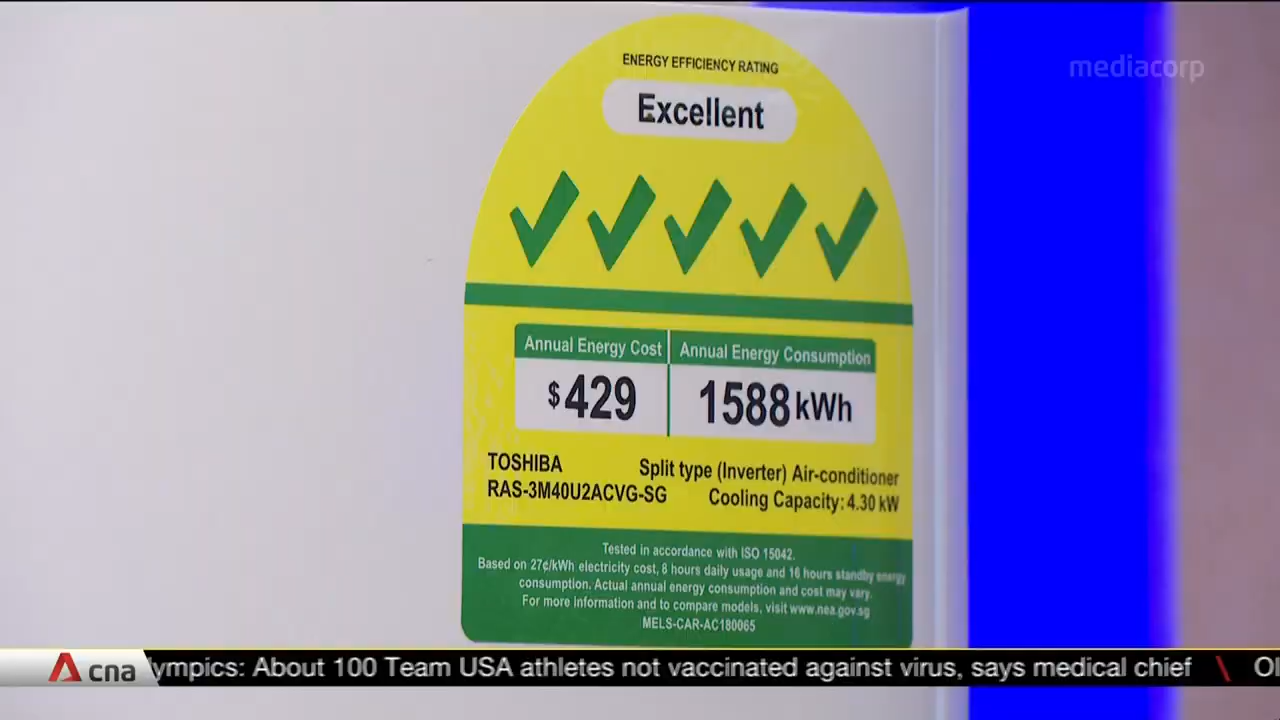 mediacorp
ENERGY EFFICIENCY RATING
Excellent
Annual Energy Cost
$429
Annual Energy Consumption
1588 kWh
TOSHIBA
RAS-3M40U2ACVG-SG
Split type (Inverter) Air-conditioner
Cooling Capacity: 4.30 kW
Tested in accordance with ISO 15042.
Based on 27¢/kWh electricity cost, 8 hours daily usage and 16 hours standby energy
consumption. Actual annual energy consumption and cost may vary.
For more information and to compare models, visit www.nea.gov.sg
MELS-CAR-AC180065
cna
lympics: About 100 Team USA athletes not vaccinated against virus, says medical chief \ Ol